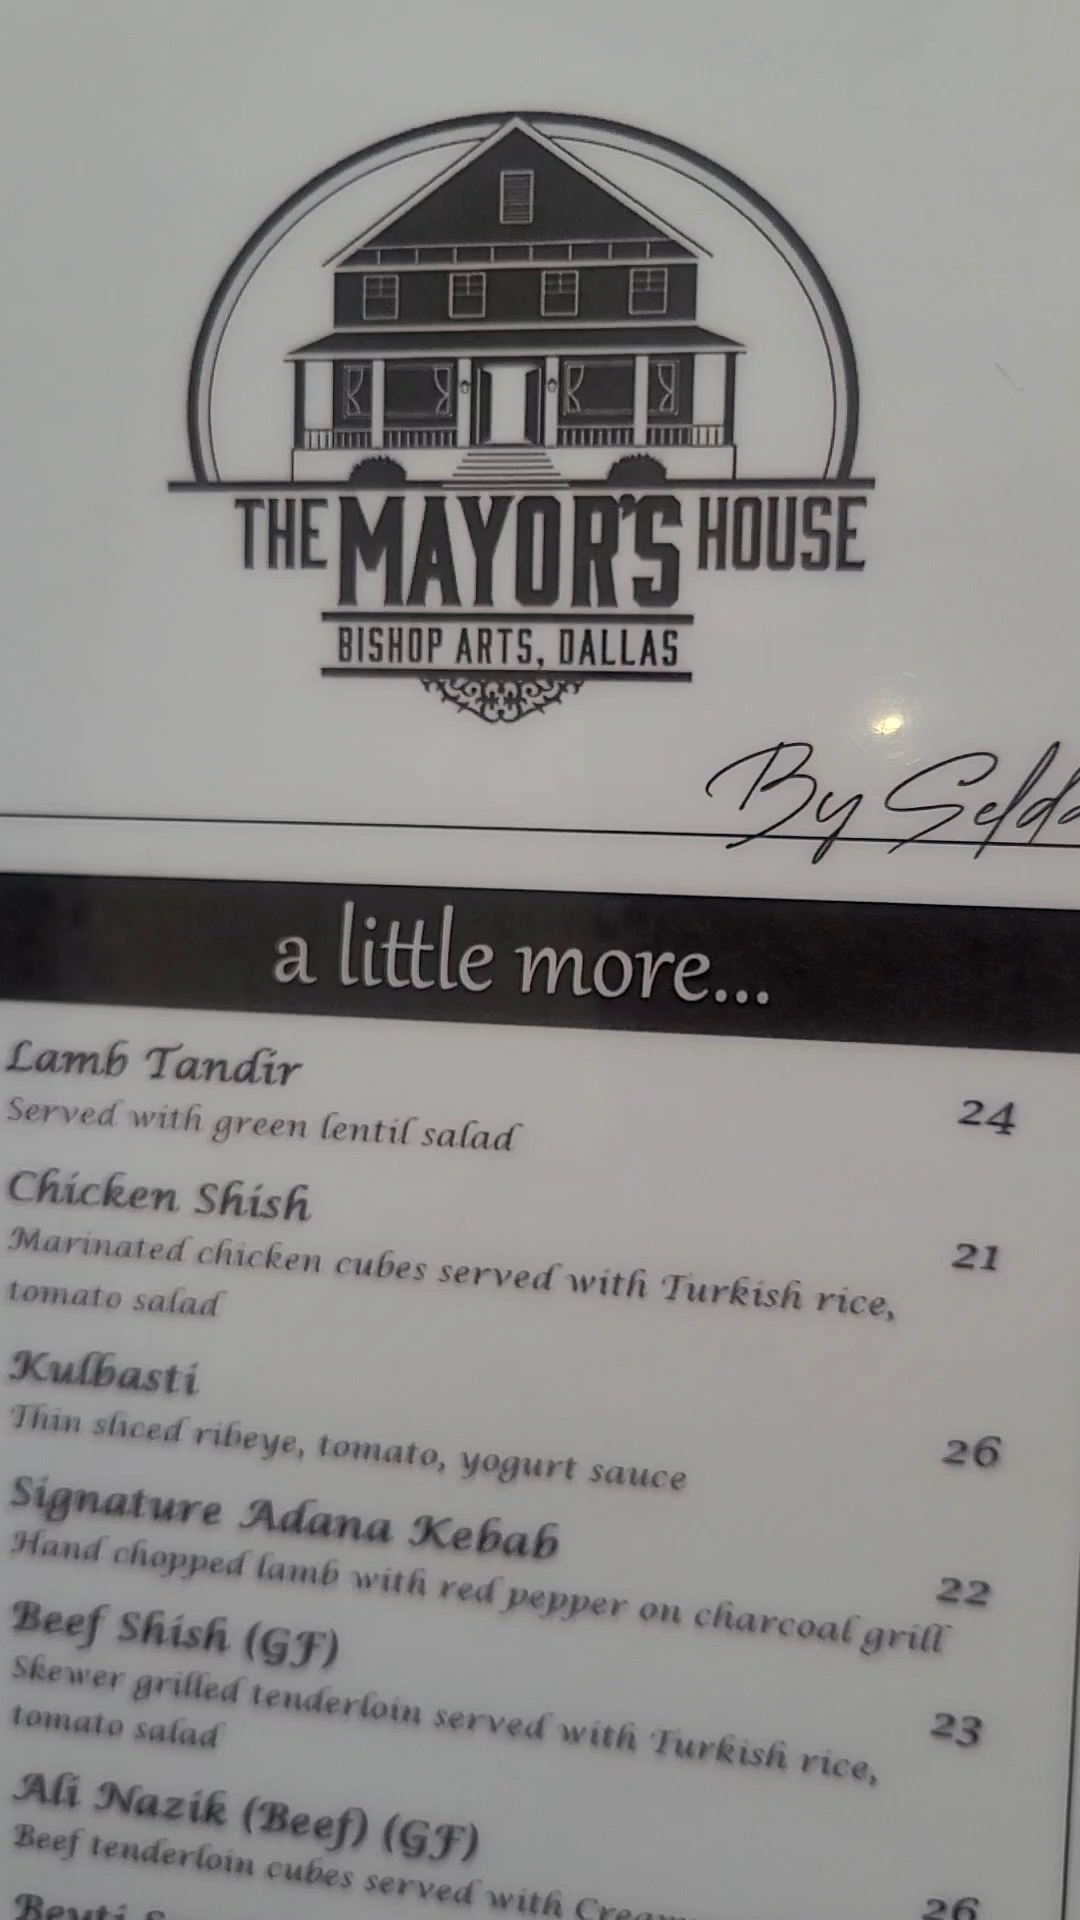 THE MAYOR'S HOUSE
BISHOP ARTS, DALLAS
By Selda
a little more...
Lamb Tandir
Served with green lentil salad 24
Chicken Shish
Marinated chicken cubes served with Turkish rice, 21
tomato salad
Kulbasti
Thin sliced ribeye, tomato, yogurt sauce 26
Signature Adana Kebab
Hand chopped lamb with red pepper on charcoal grill 22
Beef Shish (GF)
Skewer grilled tenderloin served with Turkish rice, 23
tomato salad
Ali Nazik (Beef) (GF)
Beef tenderloin cubes served with 26